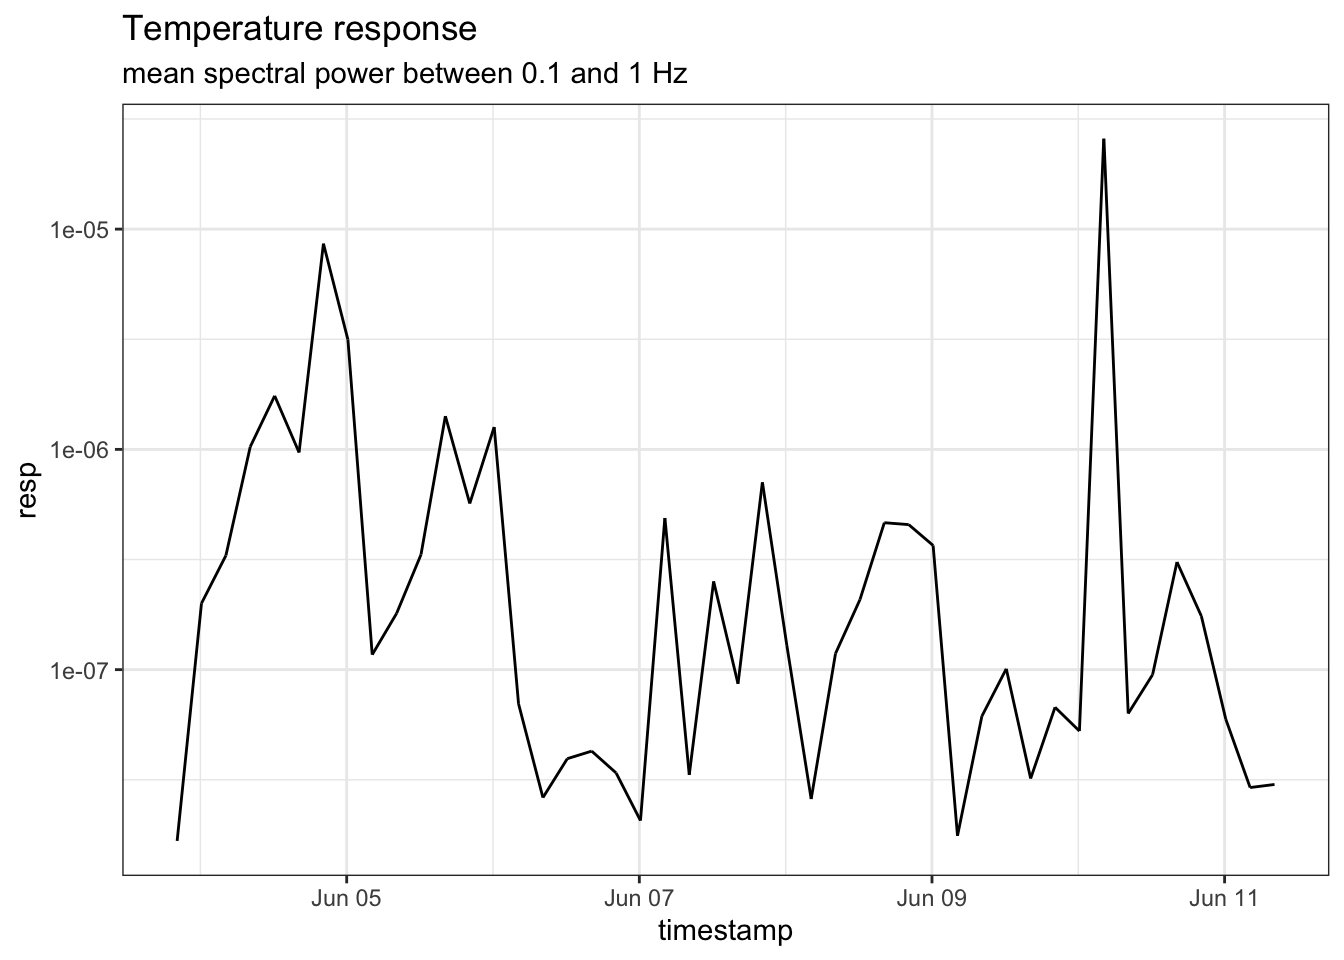 Temperature response
mean spectral power between 0.1 and 1 Hz
1e-05
1e-06
1e-07
resp
Jun 05
Jun 07
Jun 09
Jun 11
timestamp